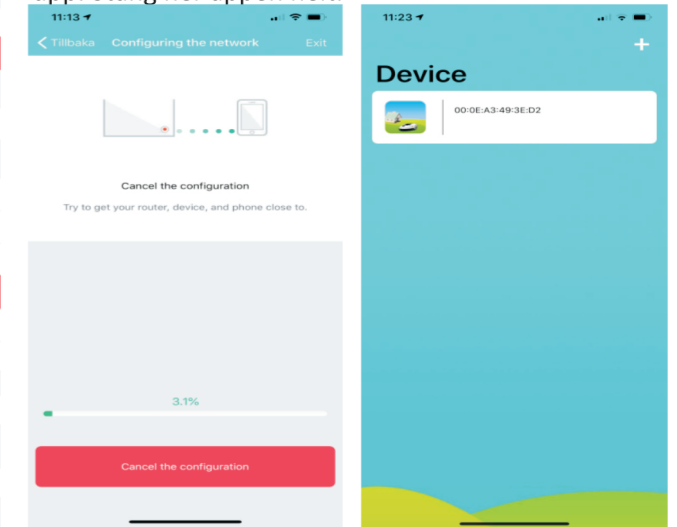 11:13
Tillbaka Configuring the network Exit
Cancel the configuration
Try to get your router, device, and phone close to.
3.1%
Cancel the configuration
11:23
+
Device
00:0E:A3:49:3E:D2